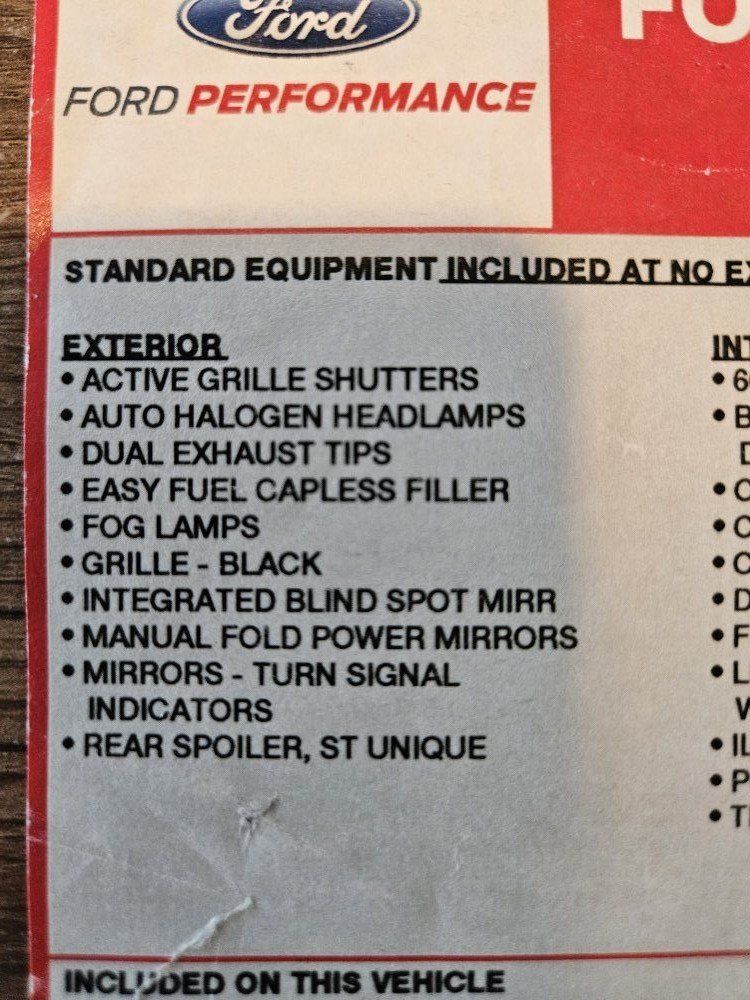 Ford
FORD PERFORMANCE
STANDARD EQUIPMENT INCLUDED AT NO
EXTERIOR
• ACTIVE GRILLE SHUTTERS
• AUTO HALOGEN HEADLAMPS
• DUAL EXHAUST TIPS
• EASY FUEL CAPLESS FILLER
• FOG LAMPS
• GRILLE - BLACK
• INTEGRATED BLIND SPOT MIRR
• MANUAL FOLD POWER MIRRORS
• MIRRORS - TURN SIGNAL
INDICATORS
• REAR SPOILER, ST UNIQUE
INCLUDED ON THIS VEHICLE